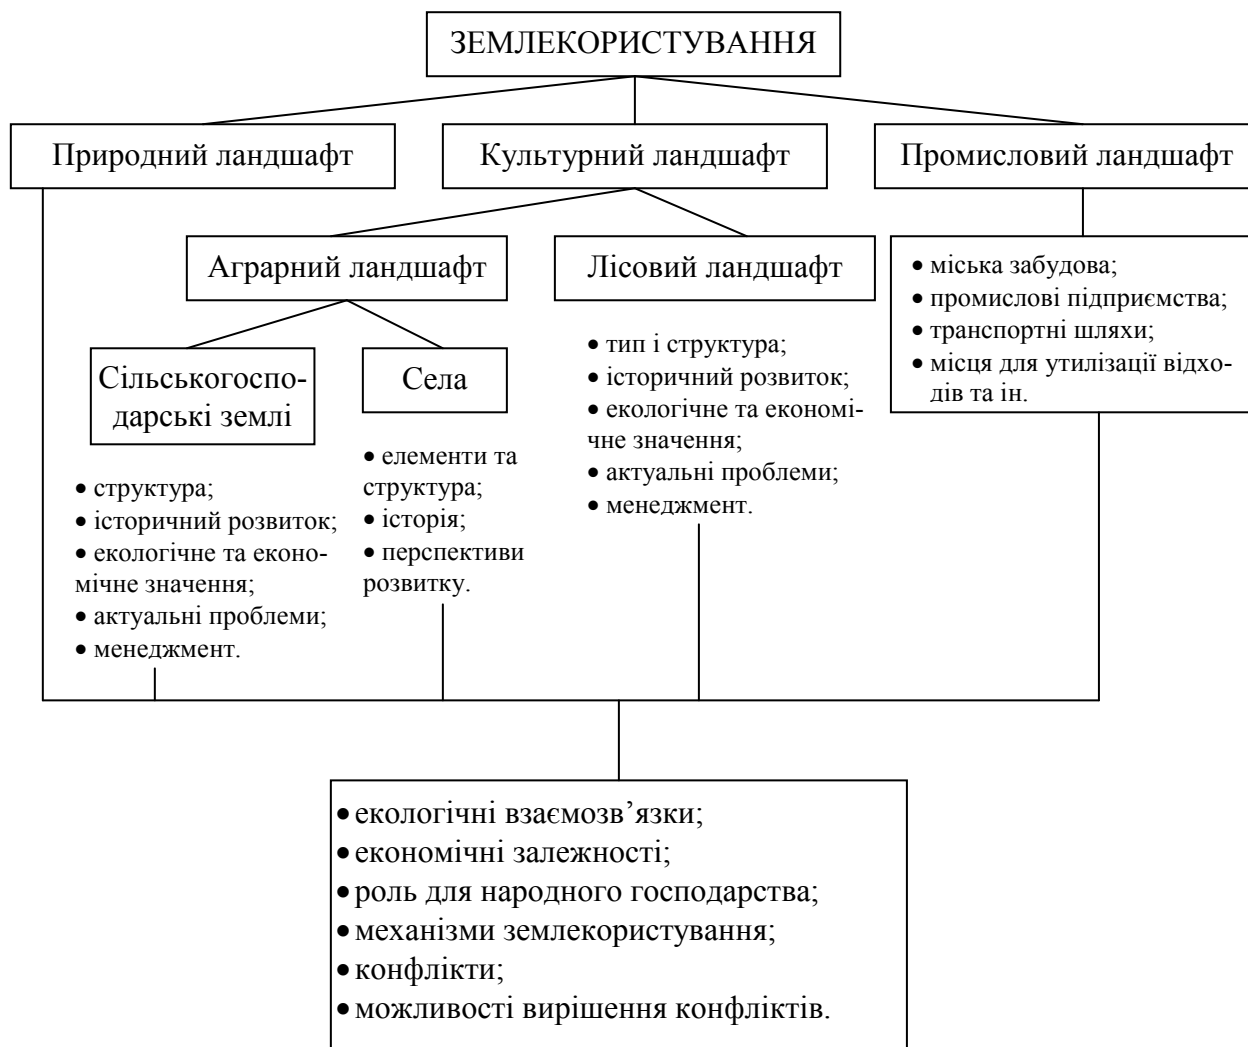 ЗЕМЛЕКОРИСТУВАННЯ
Природний ландшафт
Культурний ландшафт
Промисловий ландшафт
Аграрний ландшафт
Лісовий ландшафт
• міська забудова;
• промислові підприємства;
• транспортні шляхи;
• місця для утилізації відхо-
дів та ін.
Сільськогоспо-
дарські землі
Села
• тип і структура;
• історичний розвиток;
• екологічне та економі-
чне значення;
• актуальні проблеми;
• менеджмент.
• структура;
• історичний розвиток;
• екологічне та еконо-
мічне значення;
• актуальні проблеми;
• менеджмент.
• елементи та
структура;
• історія;
• перспективи
розвитку.
• екологічні взаємозв’язки;
• економічні залежності;
• роль для народного господарства;
• механізми землекористування;
• конфлікти;
• можливості вирішення конфліктів.